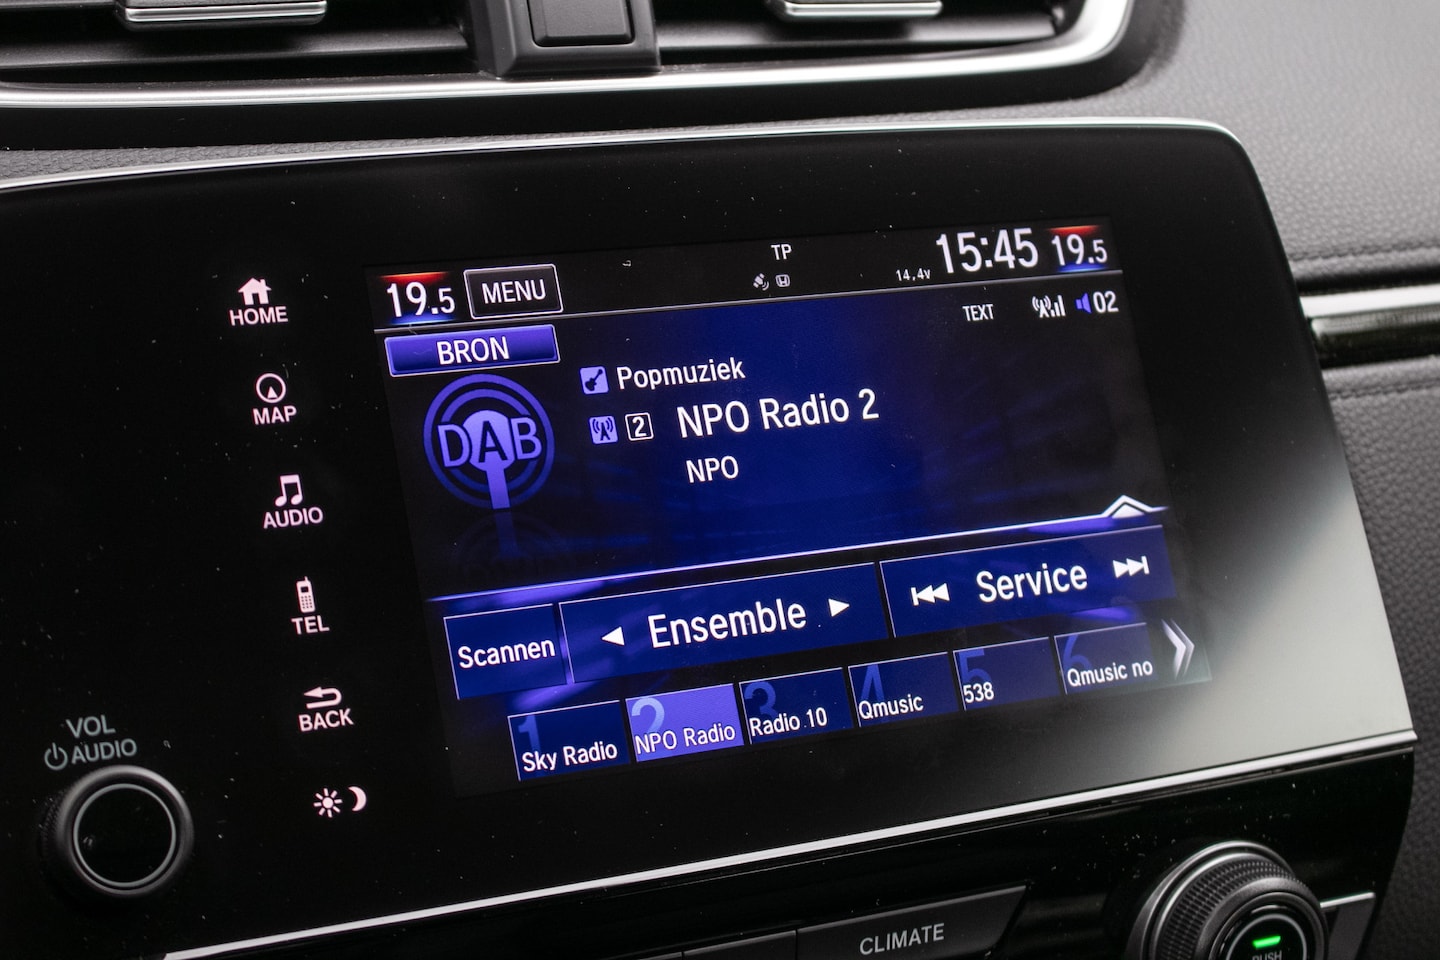 19.5 MENU TP 14,4v 15:45 19.5
TEXT 02
BRON
DAB
Popmuziek
2 NPO Radio 2
NPO
Scannen Ensemble Service
1 Sky Radio
2 NPO Radio
3 Radio 10
4 Qmusic
5 538
6 Qmusic no
HOME
MAP
AUDIO
TEL
BACK
VOL
AUDIO
CLIMATE
PUSH